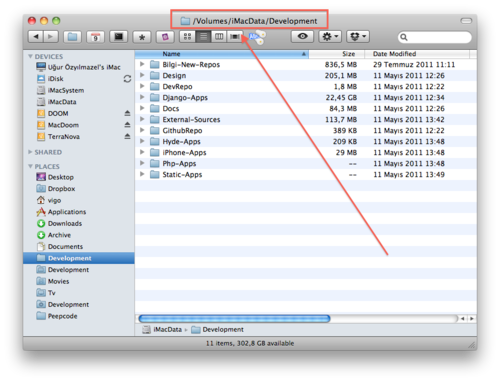 /Volumes/iMacData/Development
APR
9
DEVICES
Uğur Özyılmazel's iMac
iDisk
iMacSystem
iMacData
DOOM
MacDoom
TerraNova
SHARED
PLACES
Desktop
Dropbox
vigo
Applications
Downloads
Archive
Documents
Development
Development
Movies
Tv
Development
Peepcode
Name Size Date Modified
Bilgi-New-Repos 836,5 MB 29 Temmuz 2011 11:11
Design 205,1 MB 11 Mayıs 2011 12:26
DevRepo 1,8 MB 11 Mayıs 2011 12:22
Django-Apps 22,45 GB 11 Mayıs 2011 12:34
Docs 84,3 MB 11 Mayıs 2011 12:26
External-Sources 113,7 MB 11 Mayıs 2011 13:42
GithubRepo 389 KB 11 Mayıs 2011 12:22
Hyde-Apps 209 KB 11 Mayıs 2011 13:48
iPhone-Apps 29 MB 11 Mayıs 2011 13:48
Php-Apps -- 11 Mayıs 2011 13:48
Static-Apps -- 11 Mayıs 2011 13:49
iMacData Development
11 items, 302,8 GB available